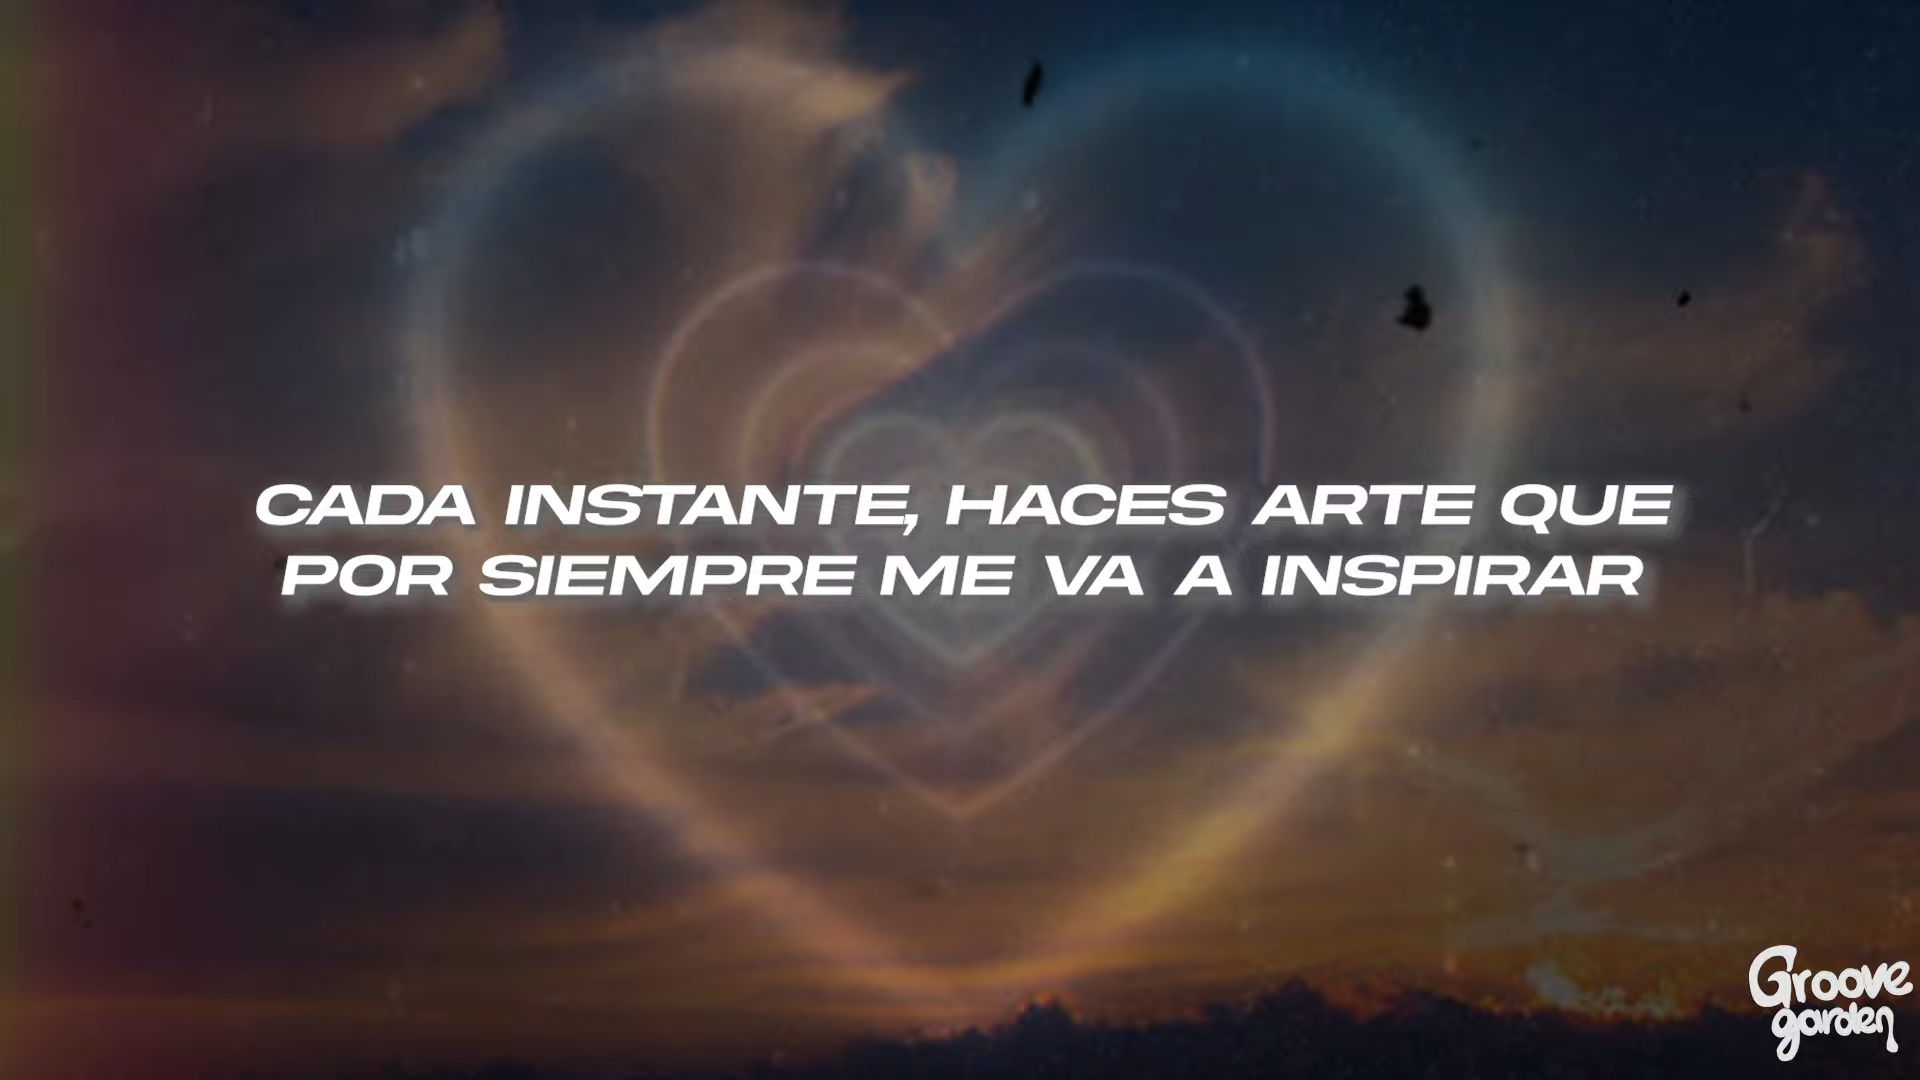 CADA INSTANTE, HACES ARTE QUE
POR SIEMPRE ME VA A INSPIRAR
Groove
garden